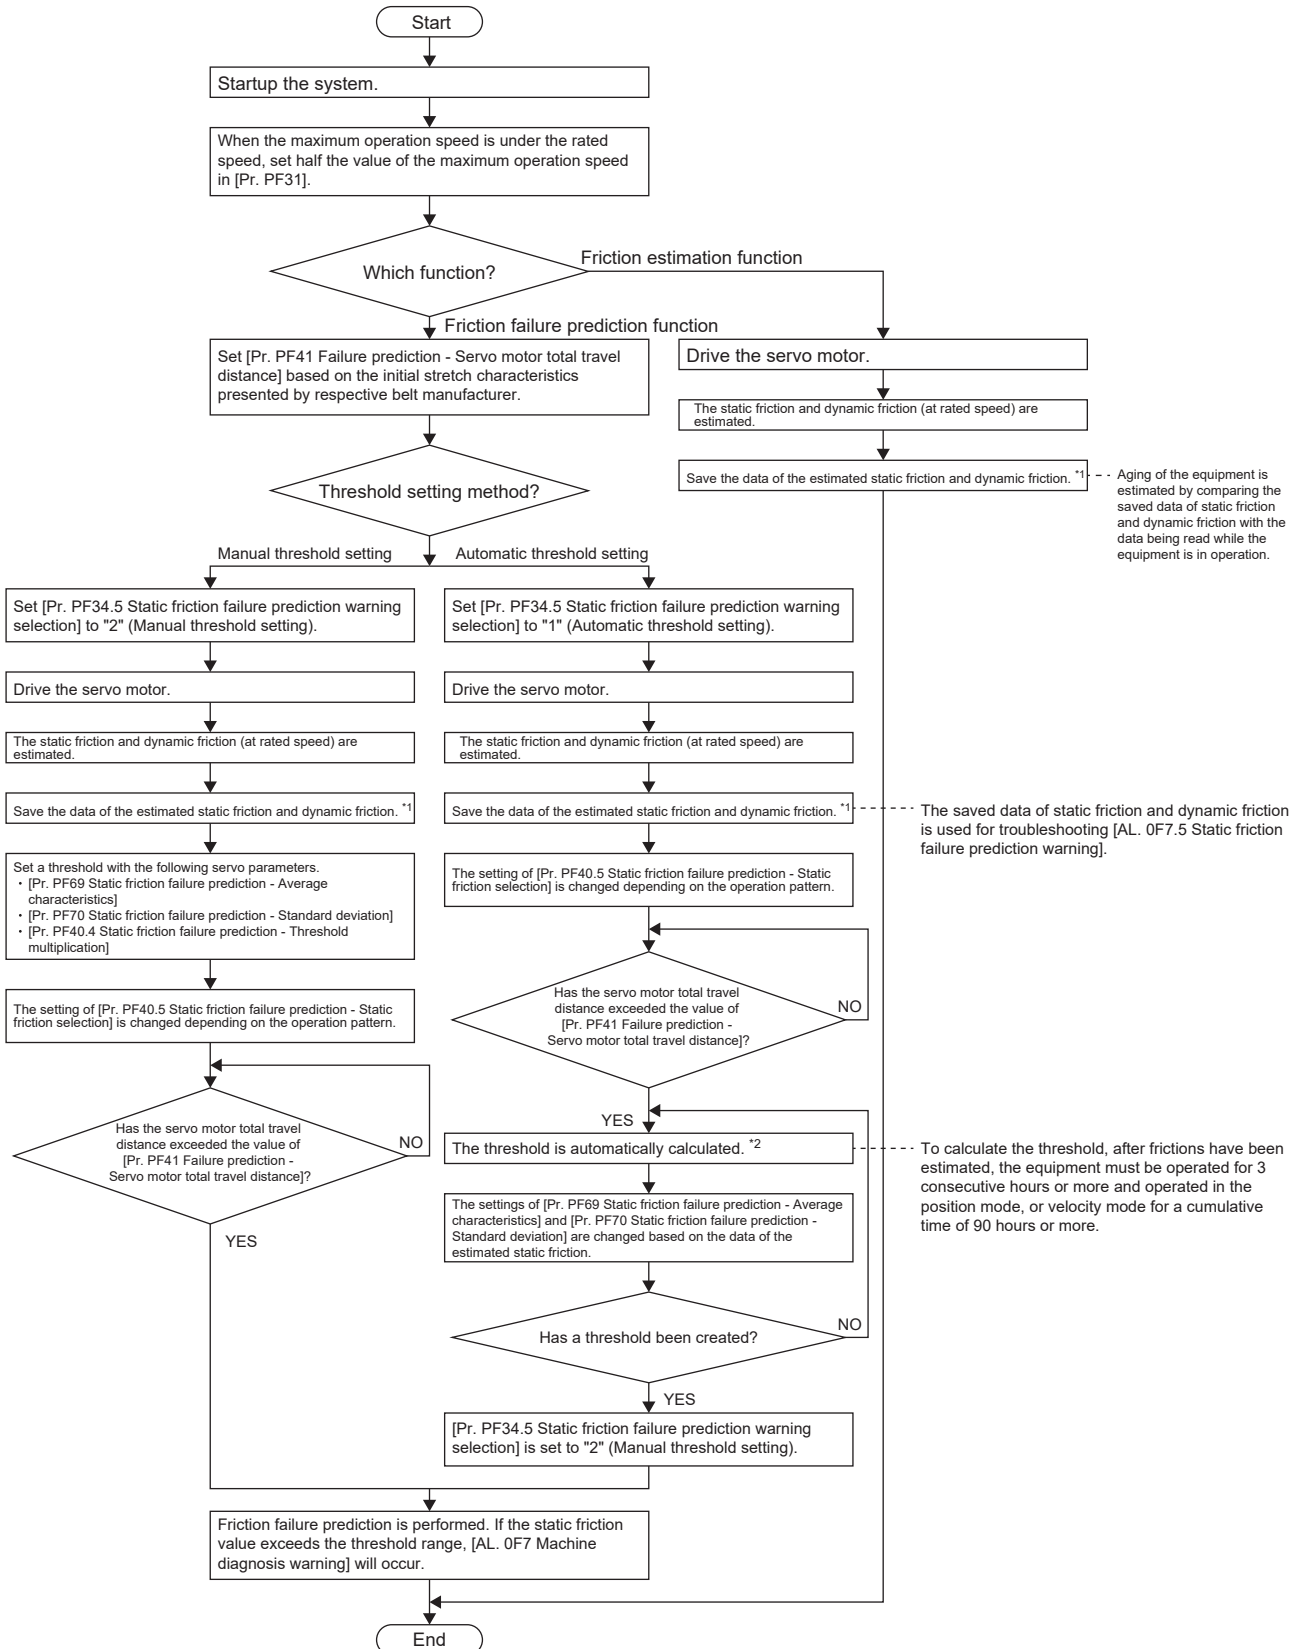 Start
Startup the system.
When the maximum operation speed is under the rated
speed, set half the value of the maximum operation speed
in [Pr. PF31].
Which function?
Friction estimation function
Friction failure prediction function
Set [Pr. PF41 Failure prediction - Servo motor total travel
distance] based on the initial stretch characteristics
presented by respective belt manufacturer.
Drive the servo motor.
The static friction and dynamic friction (at rated speed) are
estimated.
Save the data of the estimated static friction and dynamic friction. *1
Aging of the equipment is
estimated by comparing the
saved data of static friction
and dynamic friction with the
data being read while the
equipment is in operation.
Threshold setting method?
Manual threshold setting
Automatic threshold setting
Set [Pr. PF34.5 Static friction failure prediction warning
selection] to "2" (Manual threshold setting).
Drive the servo motor.
The static friction and dynamic friction (at rated speed) are
estimated.
Save the data of the estimated static friction and dynamic friction. *1
Set a threshold with the following servo parameters.
・[Pr. PF69 Static friction failure prediction - Average
characteristics]
・[Pr. PF70 Static friction failure prediction - Standard deviation]
・[Pr. PF40.4 Static friction failure prediction - Threshold
multiplication]
The setting of [Pr. PF40.5 Static friction failure prediction - Static
friction selection] is changed depending on the operation pattern.
Has the servo motor total travel
distance exceeded the value of
[Pr. PF41 Failure prediction -
Servo motor total travel distance]?
NO
YES
Set [Pr. PF34.5 Static friction failure prediction warning
selection] to "1" (Automatic threshold setting).
Drive the servo motor.
The static friction and dynamic friction (at rated speed) are
estimated.
Save the data of the estimated static friction and dynamic friction. *1
The saved data of static friction and dynamic friction
is used for troubleshooting [AL. 0F7.5 Static friction
failure prediction warning].
The setting of [Pr. PF40.5 Static friction failure prediction - Static
friction selection] is changed depending on the operation pattern.
Has the servo motor total travel
distance exceeded the value of
[Pr. PF41 Failure prediction -
Servo motor total travel distance]?
NO
YES
The threshold is automatically calculated. *2
To calculate the threshold, after frictions have been
estimated, the equipment must be operated for 3
consecutive hours or more and operated in the
position mode, or velocity mode for a cumulative
time of 90 hours or more.
The settings of [Pr. PF69 Static friction failure prediction - Average
characteristics] and [Pr. PF70 Static friction failure prediction -
Standard deviation] are changed based on the data of the
estimated static friction.
Has a threshold been created?
NO
YES
[Pr. PF34.5 Static friction failure prediction warning
selection] is set to "2" (Manual threshold setting).
Friction failure prediction is performed. If the static friction
value exceeds the threshold range, [AL. 0F7 Machine
diagnosis warning] will occur.
End